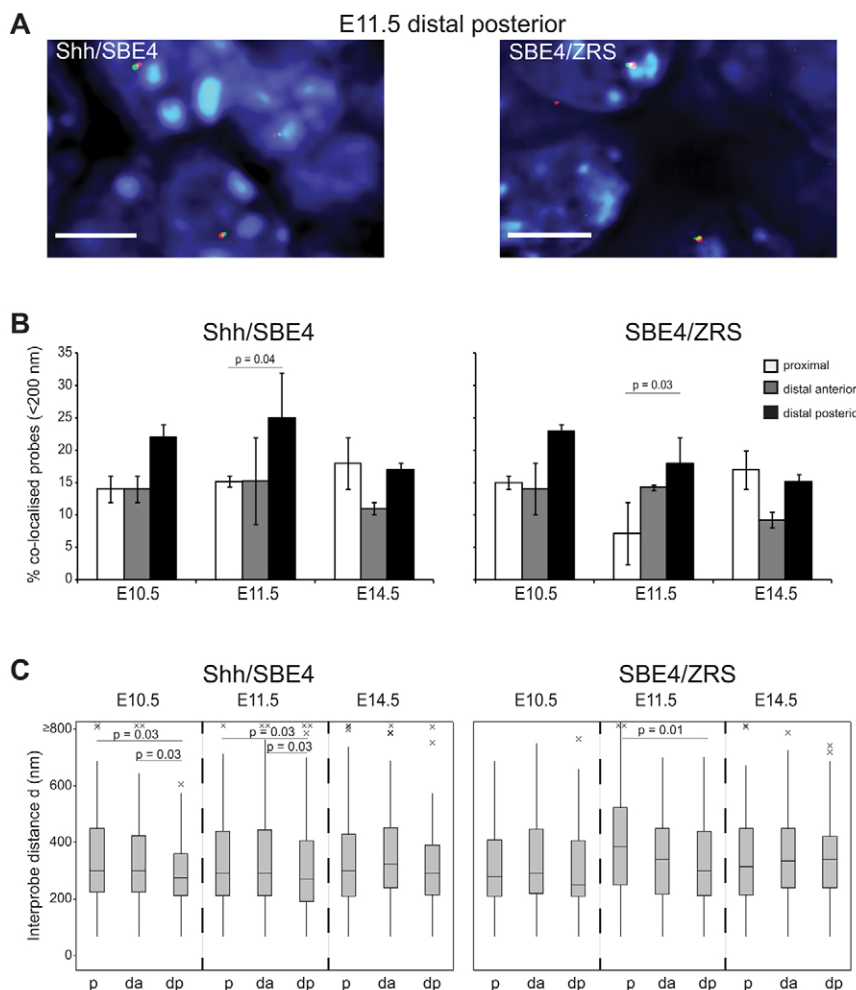 A
E11.5 distal posterior
Shh/SBE4
SBE4/ZRS
B
Shh/SBE4
SBE4/ZRS
% co-localised probes (<200 nm)
35
30
25
20
15
10
5
0
p = 0.04
p = 0.03
proximal
distal anterior
distal posterio
E10.5
E11.5
E14.5
E10.5
E11.5
E14.5
C
Shh/SBE4
SBE4/ZRS
E10.5
E11.5
E14.5
E10.5
E11.5
E14.5
Interprobe distance d (nm)
≥800
600
400
200
0
p = 0.03
p = 0.03
p = 0.03
p = 0.03
p = 0.01
p da dp p da dp p da dp
p da dp p da dp p da dp